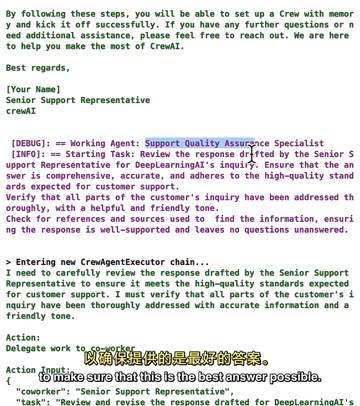 By following these steps, you will be able to set up a Crew with memor
y and kick it off successfully. If you have any further questions or n
eed additional assistance, please feel free to reach out. We are here
to help you make the most of CrewAI.
Best regards,
[Your Name]
Senior Support Representative
crewAI
[DEBUG]: == Working Agent: Support Quality Assurance Specialist
[INFO]: == Starting Task: Review the response drafted by the Senior S
upport Representative for DeepLearningAI's inquiry. Ensure that the an
swer is comprehensive, accurate, and adheres to the high-quality stand
ards expected for customer support.
Verify that all parts of the customer's inquiry have been addressed th
oroughly, with a helpful and friendly tone.
Check for references and sources used to  find the information, ensuri
ng the response is well-supported and leaves no questions unanswered.
> Entering new CrewAgentExecutor chain...
I need to carefully review the response drafted by the Senior Support
Representative to ensure it meets the high-quality standards expected
for customer support. I must verify that all parts of the customer's i
nquiry have been thoroughly addressed with accurate information and a
friendly tone.
Action:
Delegate work to co-worker
以确保提供的是最好的答案。
Action Input:
to make sure that this is the best answer possible.
{
"coworker": "Senior Support Representative",
"task": "Review and revise the response drafted for DeepLearningAI